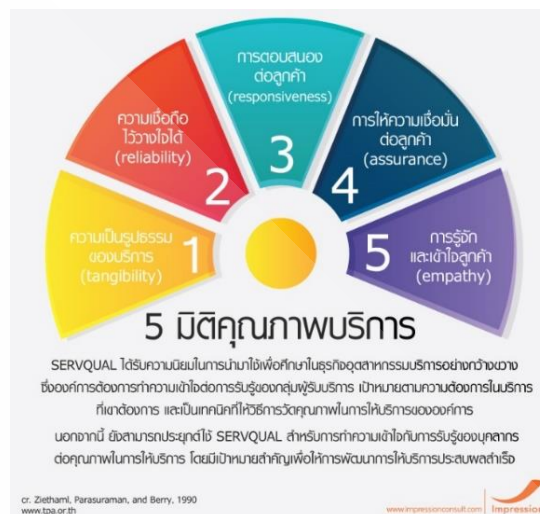 ความเป็นรูปธรรม
ของบริการ
(tangibility)
1
ความเชื่อถือ
ไว้วางใจได้
(reliability)
2
การตอบสนอง
ต่อลูกค้า
(responsiveness)
3
การให้ความเชื่อมั่น
ต่อลูกค้า
(assurance)
4
การรู้จัก
และเข้าใจลูกค้า
(empathy)
5
5 มิติคุณภาพบริการ
SERVQUAL ได้รับความนิยมในการนำมาใช้เพื่อศึกษาในธุรกิจอุตสาหกรรมบริการอย่างกว้างขวาง
ซึ่งองค์การต้องการทำความเข้าใจต่อการรับรู้ของกลุ่มผู้รับบริการ เป้าหมายตามความต้องการในบริการ
ที่เขาต้องการ และเป็นเทคนิคที่ให้วิธีการวัดคุณภาพในการให้บริการขององค์การ
นอกจากนี้ ยังสามารถประยุกต์ใช้ SERVQUAL สำหรับการทำความเข้าใจกับการรับรู้ของบุคลากร
ต่อคุณภาพในการให้บริการ โดยมีเป้าหมายสำคัญเพื่อให้การพัฒนาการให้บริการประสบผลสำเร็จ
cr. Ziethaml, Parasuraman, and Berry, 1990
www.tpa.or.th
www.impressionconsult.com
Impression